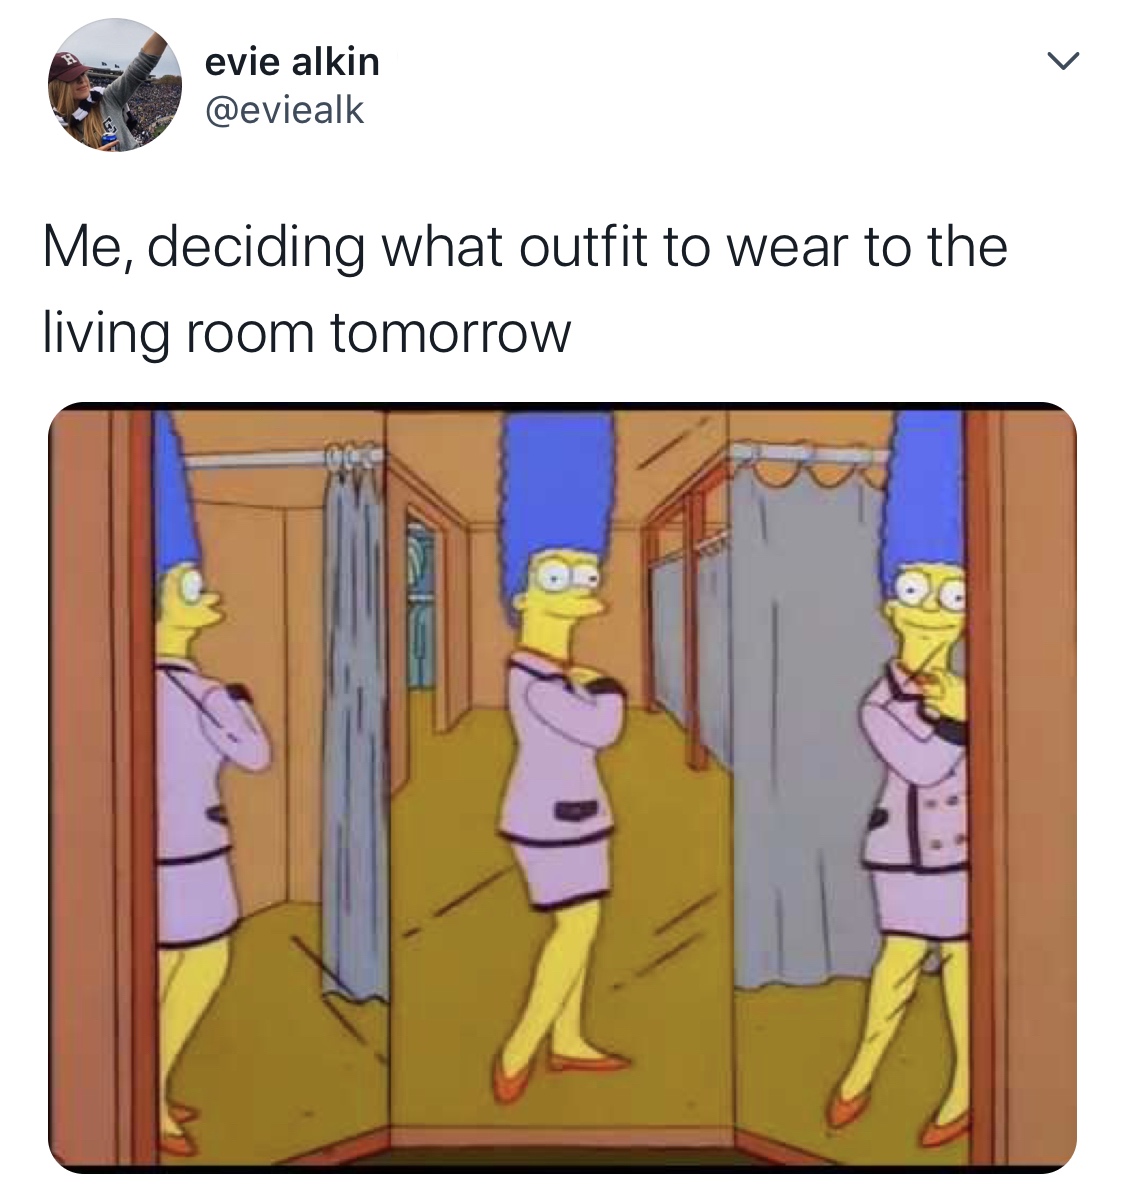 evie alkin
@eviealk
Me, deciding what outfit to wear to the
living room tomorrow